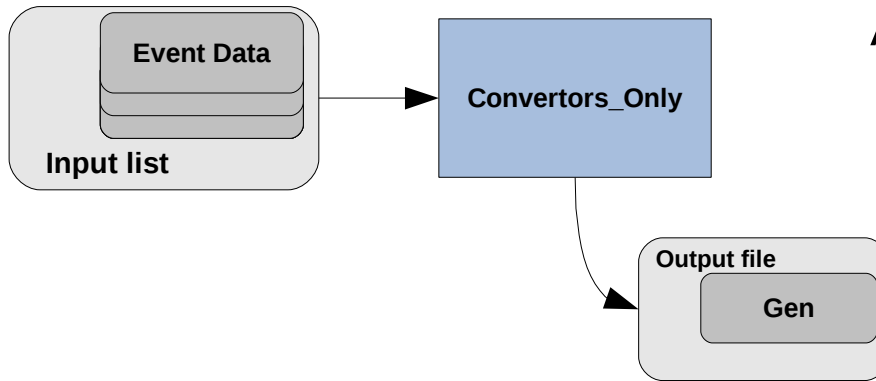 Event Data
Input list
Convertors_Only
Output file
Gen